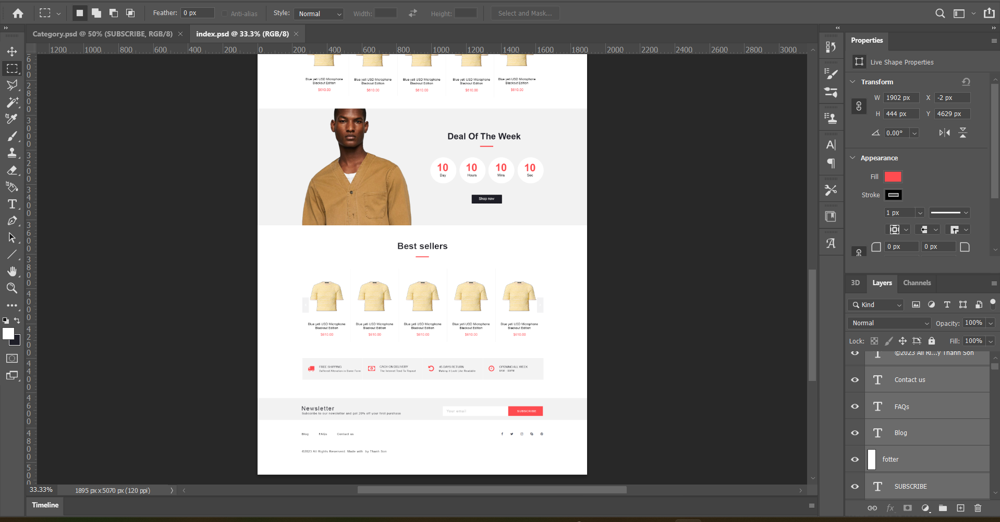 Feather: 0 px Anti-alias Style: Normal Width: Height: Select and Mask...
Category.psd @ 50% (SUBSCRIBE, RGB/8) × index.psd @ 33.3% (RGB/8) ×
1200 1000 800 600 400 200 0 200 400 600 800 1000 1200 1400 1600 1800 2000 2200 2400 2600 2800 3000
Blue yeti USD Microphone Blue yeti USD Microphone Blue yeti USD Microphone Blue yeti USD Microphone Blue yeti USD Microphone
Blackout Edition Blackout Edition Blackout Edition Blackout Edition Blackout Edition
$610.00 $610.00 $610.00 $610.00 $610.00
Deal Of The Week
10 10 10 10
Day Hours Mins Sec
Shop now
Best sellers
Blue yeti USD Microphone Blue yeti USD Microphone Blue yeti USD Microphone Blue yeti USD Microphone Blue yeti USD Microphone
Blackout Edition Blackout Edition Blackout Edition Blackout Edition Blackout Edition
$610.00 $610.00 $610.00 $610.00 $610.00
FREE SHIPPING CACH ON DELIVERY 45 DAYS RETURN OPENING ALL WEEK
Suffered Alteration in Some Form The Internet Tend To Repeat Making it Look Like Readable 8AM - 09PM
Newsletter
Subscribe to our newsletter and get 20% off your first purchase
Your email SUBSCRIBE
Blog FAQs Contact us
©2023 All Rights Reserverd. Made with by Thanh Son
33.33% 1895 px x 5070 px (120 ppi)
Timeline
Properties
Live Shape Properties
Transform
W 1902 px X -2 px
H 444 px Y 4629 px
0.00°
Appearance
Fill
Stroke
1 px
0 px 0 px
3D Layers Channels
Kind
Normal Opacity: 100%
Lock: Fill: 100%
©2023 All Ri...y Thanh Son
Contact us
FAQs
Blog
fotter
SUBSCRIBE